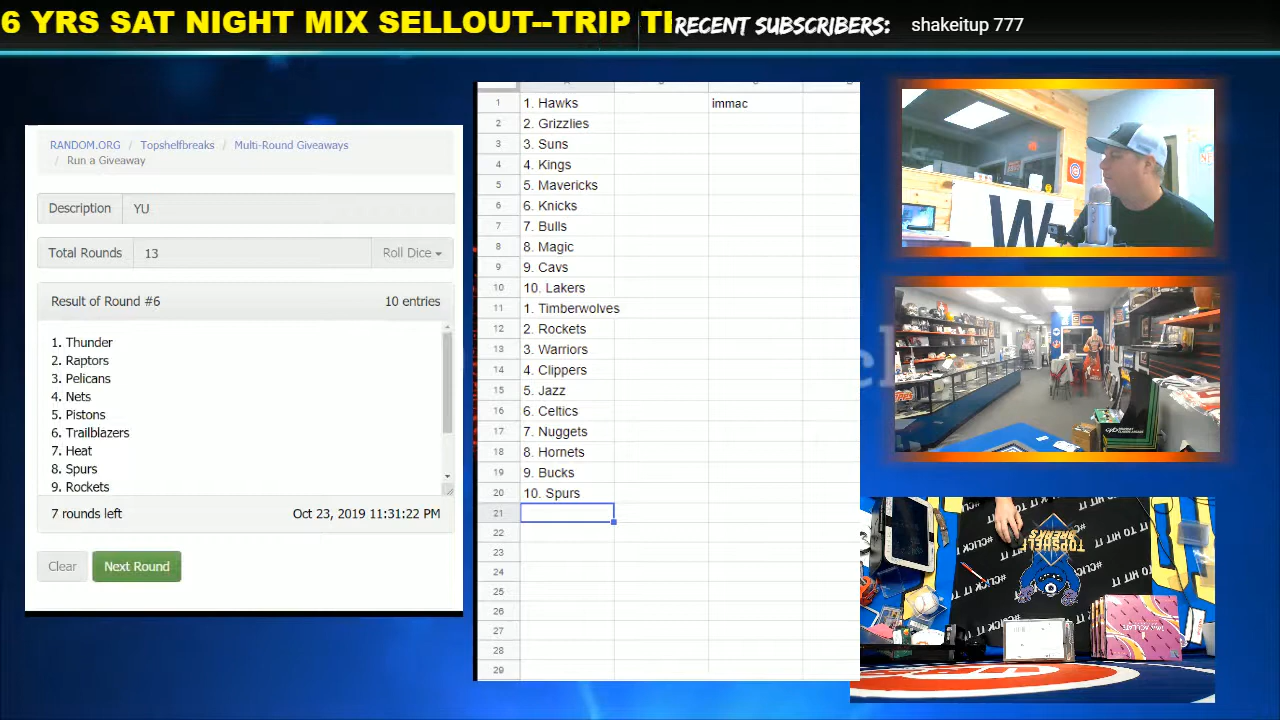 6 YRS SAT NIGHT MIX SELLOUT--TRIP TI
RECENT SUBSCRIBERS: shakeitup 777
RANDOM.ORG / Topshelfbreaks / Multi-Round Giveaways
/ Run a Giveaway
Description YU
Total Rounds 13 Roll Dice
Result of Round #6 10 entries
1. Thunder
2. Raptors
3. Pelicans
4. Nets
5. Pistons
6. Trailblazers
7. Heat
8. Spurs
9. Rockets
7 rounds left Oct 23, 2019 11:31:22 PM
Clear Next Round
1 1. Hawks immac
2 2. Grizzlies
3 3. Suns
4 4. Kings
5 5. Mavericks
6 6. Knicks
7 7. Bulls
8 8. Magic
9 9. Cavs
10 10. Lakers
11 1. Timberwolves
12 2. Rockets
13 3. Warriors
14 4. Clippers
15 5. Jazz
16 6. Celtics
17 7. Nuggets
18 8. Hornets
19 9. Bucks
20 10. Spurs
21
22
23
24
25
26
27
28
29
W
TOPSHELF
BREAKS
#CLICK IT TO HIT IT